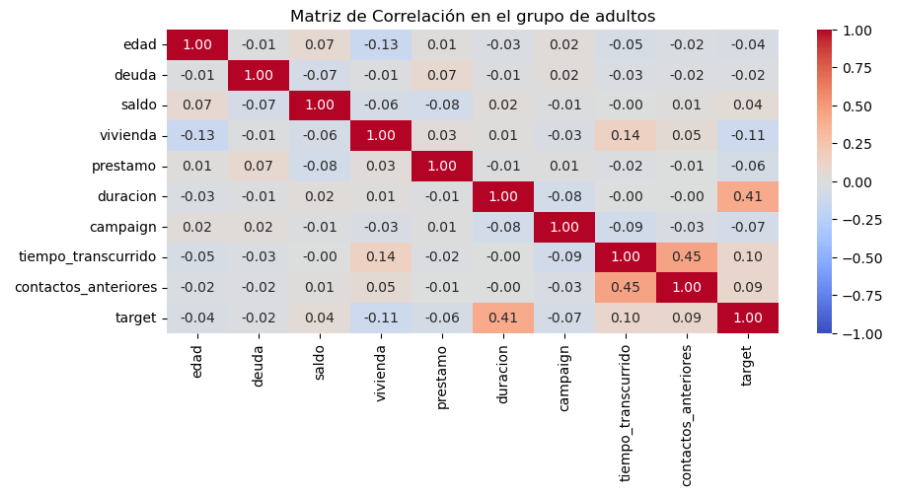 Matriz de Correlación en el grupo de adultos
edad 1.00 -0.01 0.07 -0.13 0.01 -0.03 0.02 -0.05 -0.02 -0.04
deuda -0.01 1.00 -0.07 -0.01 0.07 -0.01 0.02 -0.03 -0.02 -0.02
saldo 0.07 -0.07 1.00 -0.06 -0.08 0.02 -0.01 -0.00 0.01 0.04
vivienda -0.13 -0.01 -0.06 1.00 0.03 0.01 -0.03 0.14 0.05 -0.11
prestamo 0.01 0.07 -0.08 0.03 1.00 -0.01 0.01 -0.02 -0.01 -0.06
duracion -0.03 -0.01 0.02 0.01 -0.01 1.00 -0.08 -0.00 -0.00 0.41
campaign 0.02 0.02 -0.01 -0.03 0.01 -0.08 1.00 -0.09 -0.03 -0.07
tiempo_transcurrido -0.05 -0.03 -0.00 0.14 -0.02 -0.00 -0.09 1.00 0.45 0.10
contactos_anteriores -0.02 -0.02 0.01 0.05 -0.01 -0.00 -0.03 0.45 1.00 0.09
target -0.04 -0.02 0.04 -0.11 -0.06 0.41 -0.07 0.10 0.09 1.00
edad
deuda
saldo
vivienda
prestamo
duracion
campaign
tiempo_transcurrido
contactos_anteriores
target
1.00
0.75
0.50
0.25
0.00
−0.25
−0.50
−0.75
−1.00